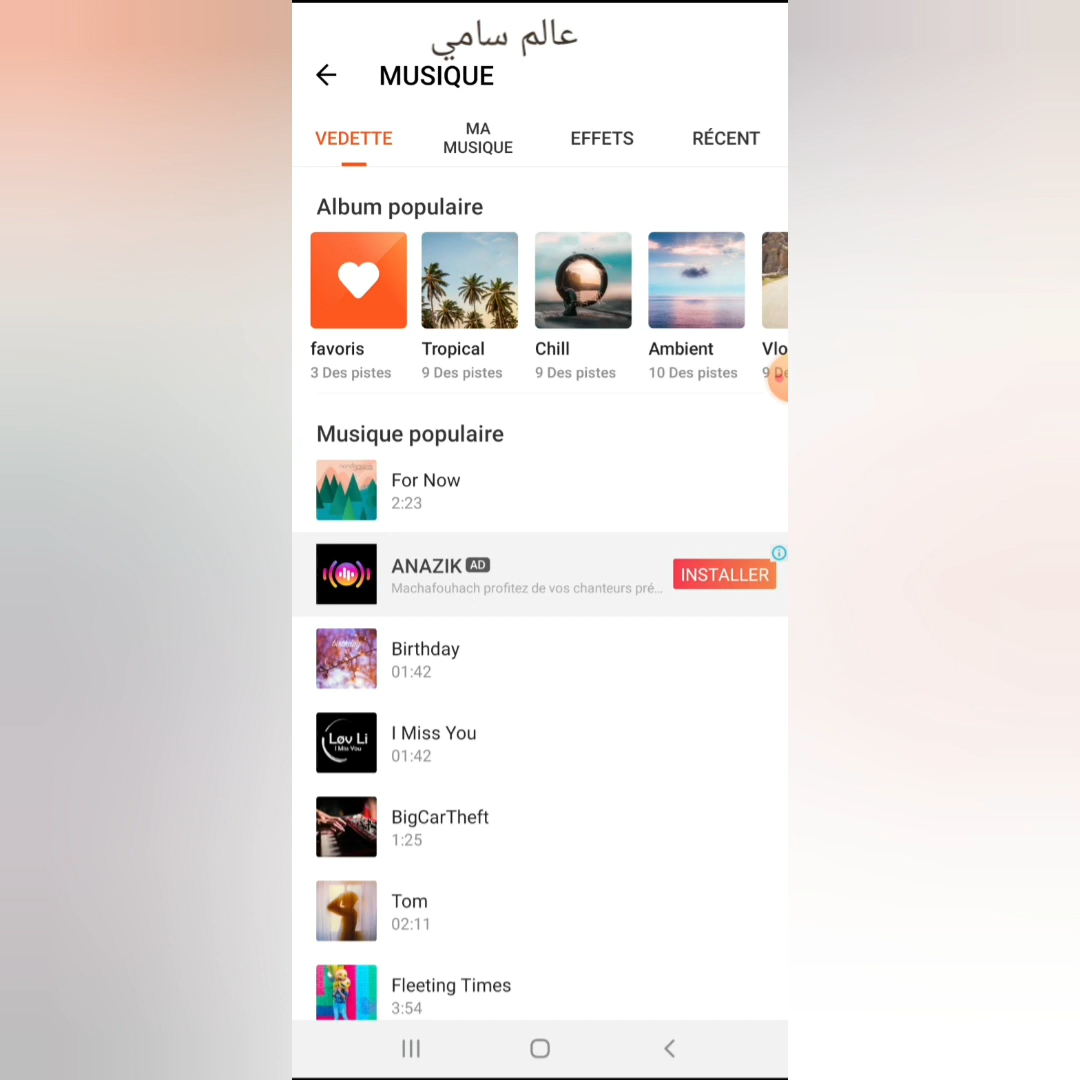 عالم سامي
MUSIQUE
VEDETTE
MA
MUSIQUE
EFFETS
RÉCENT
Album populaire
favoris
3 Des pistes
Tropical
9 Des pistes
Chill
9 Des pistes
Ambient
10 Des pistes
Vlo
9 De
Musique populaire
For Now
2:23
ANAZIK AD
Machafouhach profitez de vos chanteurs pré...
INSTALLER
Birthday
01:42
Løv Li
I Miss You
I Miss You
01:42
BigCarTheft
1:25
Tom
02:11
Fleeting Times
3:54